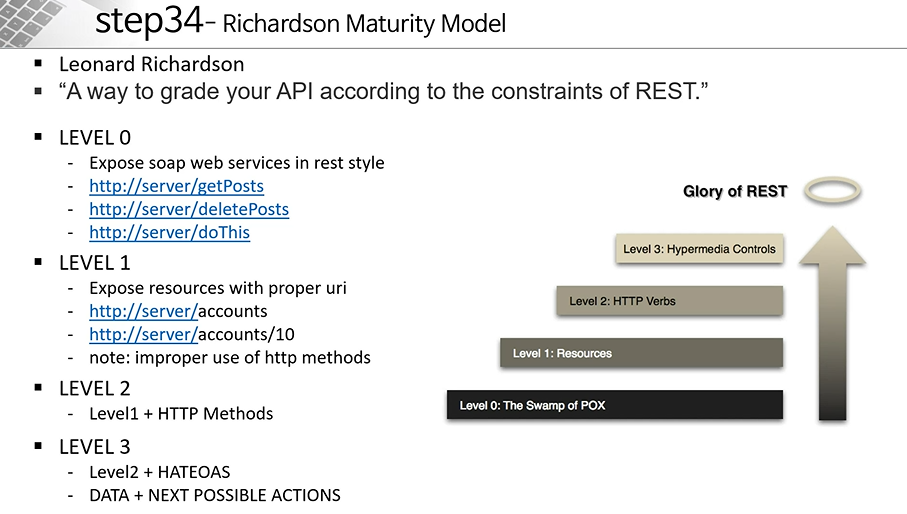 step34- Richardson Maturity Model
▪ Leonard Richardson
▪ “A way to grade your API according to the constraints of REST.”
▪ LEVEL 0
- Expose soap web services in rest style
- http://server/getPosts
- http://server/deletePosts
- http://server/doThis
▪ LEVEL 1
- Expose resources with proper uri
- http://server/accounts
- http://server/accounts/10
- note: improper use of http methods
▪ LEVEL 2
- Level1 + HTTP Methods
▪ LEVEL 3
- Level2 + HATEOAS
- DATA + NEXT POSSIBLE ACTIONS
Glory of REST
Level 3: Hypermedia Controls
Level 2: HTTP Verbs
Level 1: Resources
Level 0: The Swamp of POX